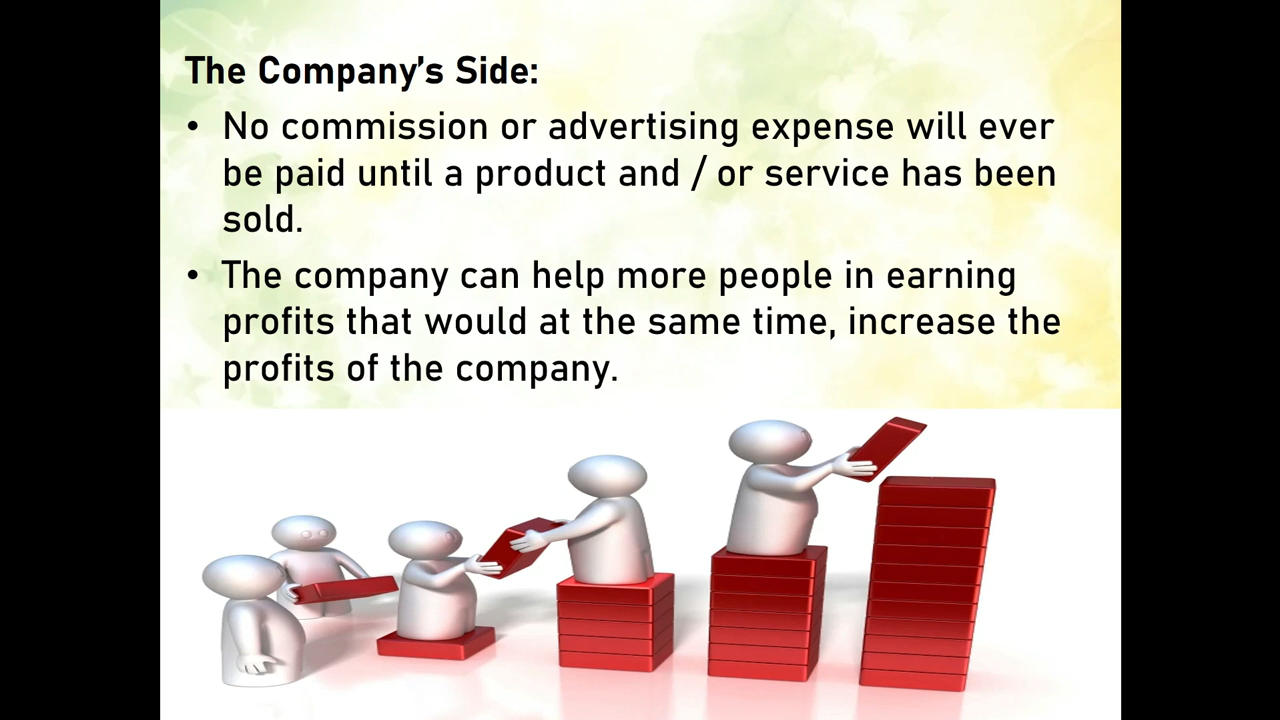 The Company’s Side:
• No commission or advertising expense will ever
be paid until a product and / or service has been
sold.
• The company can help more people in earning
profits that would at the same time, increase the
profits of the company.